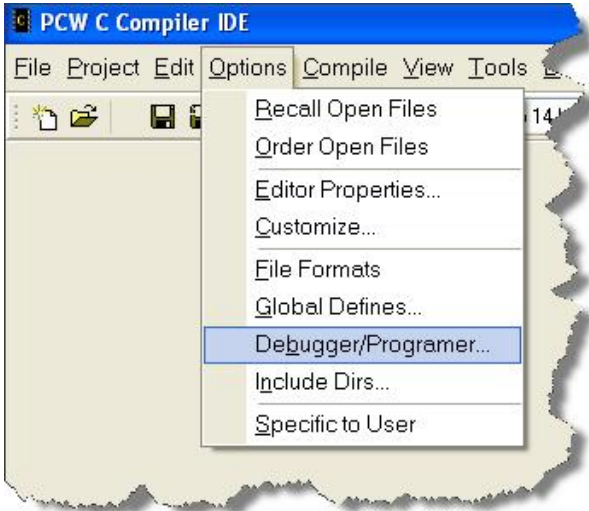 PCW C Compiler IDE
File Project Edit Options Compile View Tools
14
Recall Open Files
Order Open Files
Editor Properties...
Customize...
File Formats
Global Defines...
Debugger/Programer...
Include Dirs...
Specific to User